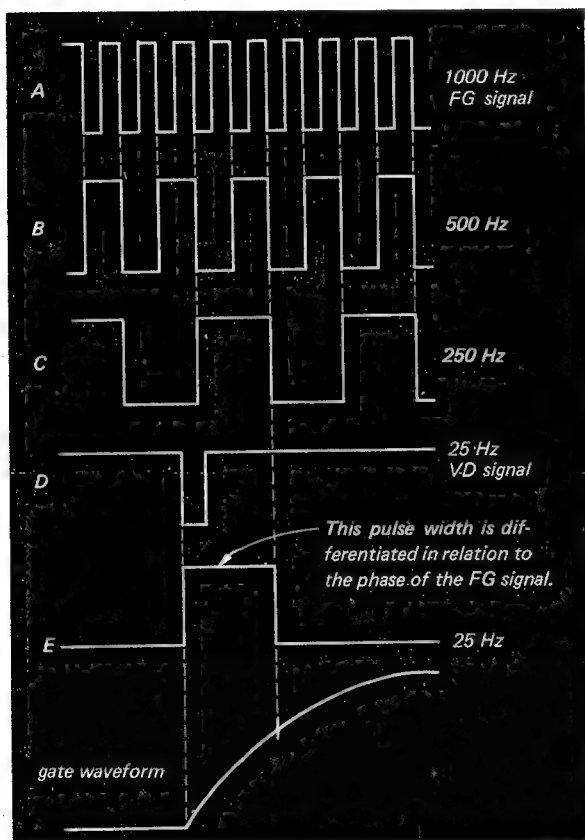 A
1000 Hz
FG signal
B
500 Hz
C
250 Hz
D
25 Hz
VD signal
This pulse width is dif-
ferentiated in relation to
the phase of the FG signal.
E
25 Hz
gate waveform